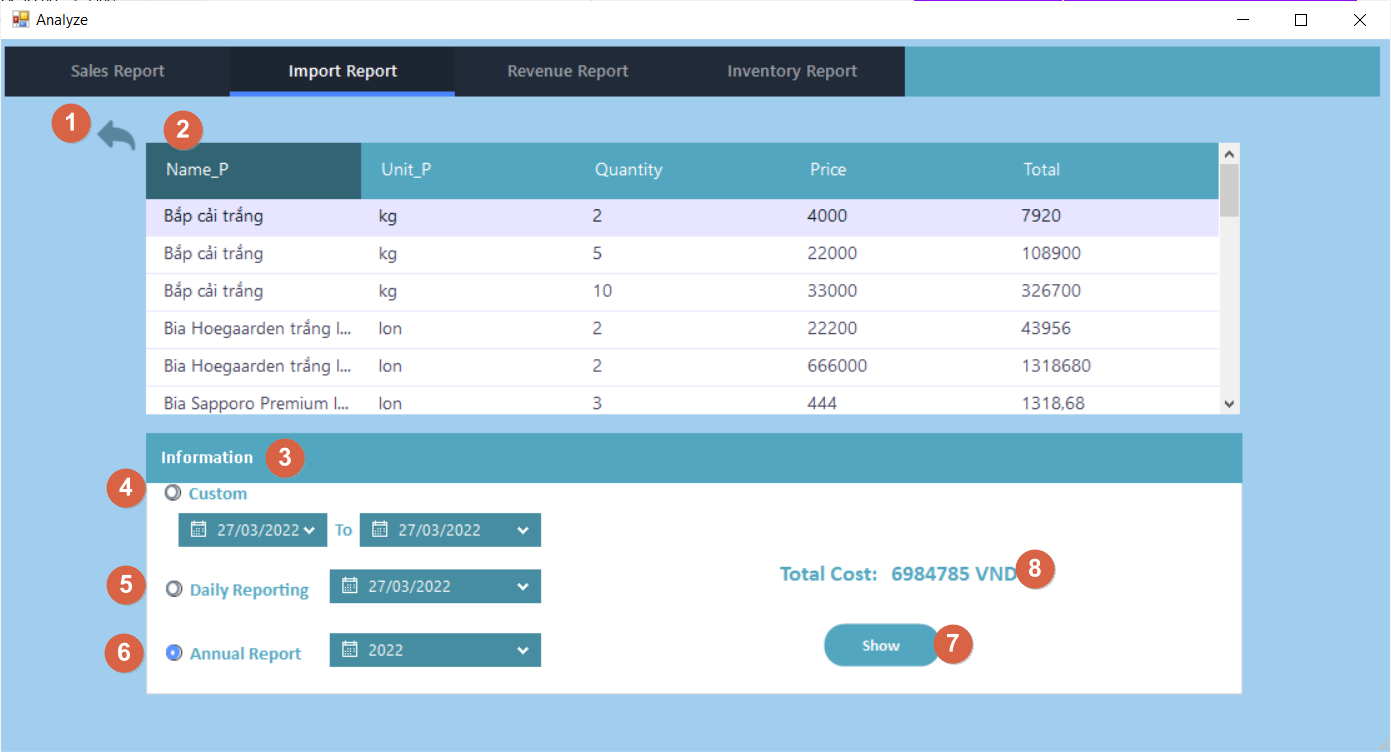 Analyze
Sales Report Import Report Revenue Report Inventory Report
1 2
Name_P Unit_P Quantity Price Total
Bắp cải trắng kg 2 4000 7920
Bắp cải trắng kg 5 22000 108900
Bắp cải trắng kg 10 33000 326700
Bia Hoegaarden trắng l... lon 2 22200 43956
Bia Hoegaarden trắng l... lon 2 666000 1318680
Bia Sapporo Premium l... lon 3 444 1318,68
Information 3
4 Custom
27/03/2022 To 27/03/2022
Total Cost: 6984785 VND 8
5 Daily Reporting 27/03/2022
6 Annual Report 2022
Show 7